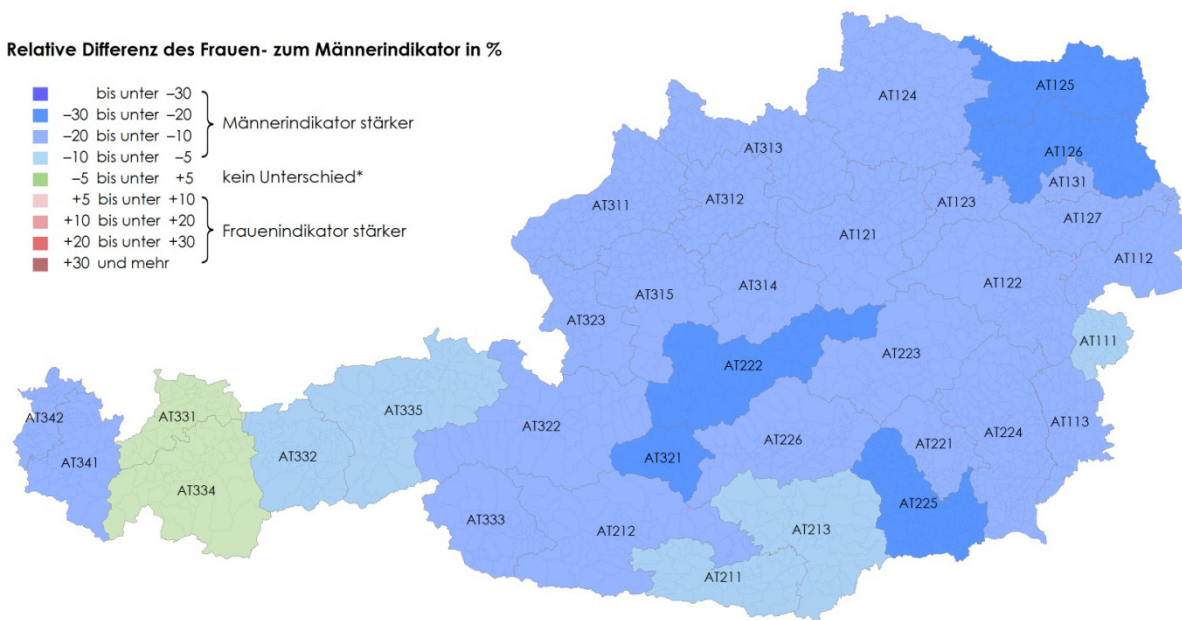 Relative Differenz des Frauen- zum Männerindikator in %
bis unter –30
–30 bis unter –20
–20 bis unter –10
–10 bis unter –5
Männerindikator stärker
–5 bis unter +5
kein Unterschied*
+5 bis unter +10
+10 bis unter +20
+20 bis unter +30
+30 und mehr
Frauenindikator stärker
AT125
AT124
AT126
AT313
AT131
AT312
AT123
AT311
AT127
AT121
AT112
AT122
AT314
AT315
AT323
AT111
AT223
AT222
AT335
AT331
AT342
AT322
AT113
AT224
AT226
AT221
AT332
AT321
AT341
AT334
AT225
AT333
AT212
AT213
AT211